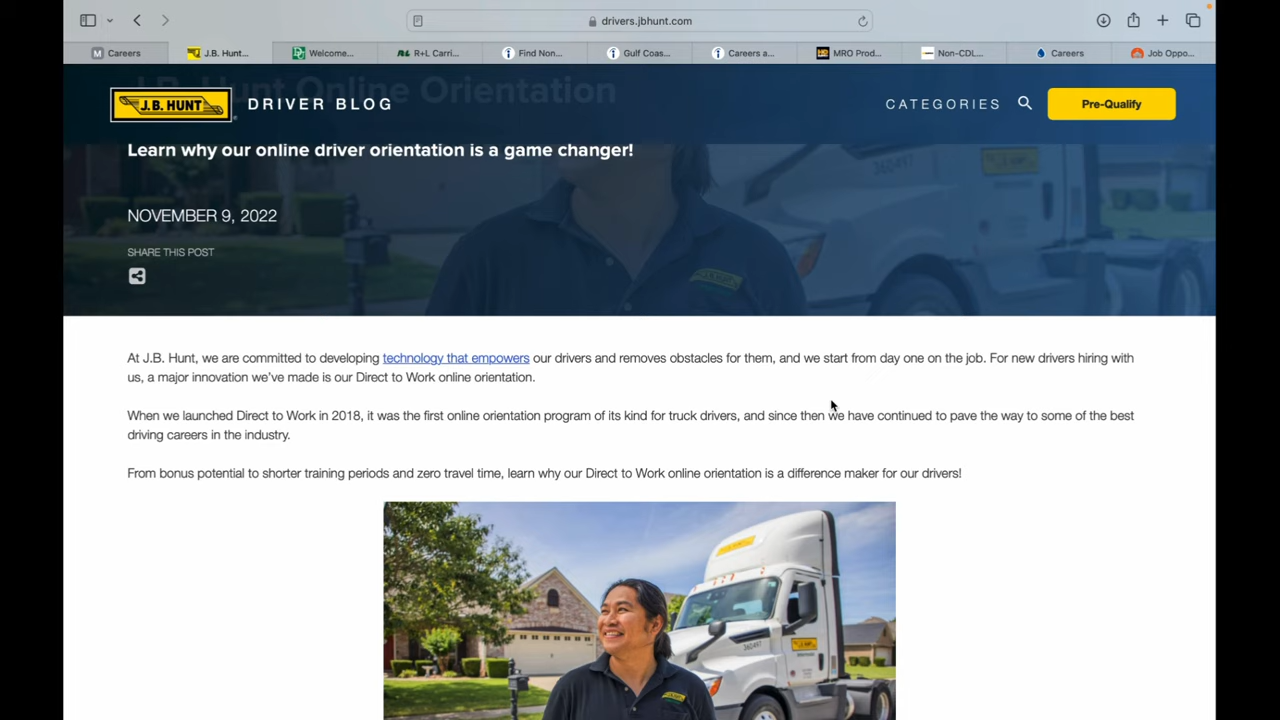 drivers.jbhunt.com
M Careers
J.B. Hunt...
Welcome...
R+L Carri...
Find Non...
Gulf Coas...
Careers a...
MRO Prod...
Non-CDL...
Careers
Job Oppo...
J.B. Hunt Online Orientation
J.B. HUNT DRIVER BLOG
CATEGORIES
Pre-Qualify
Learn why our online driver orientation is a game changer!
NOVEMBER 9, 2022
SHARE THIS POST
At J.B. Hunt, we are committed to developing technology that empowers our drivers and removes obstacles for them, and we start from day one on the job. For new drivers hiring with
us, a major innovation we've made is our Direct to Work online orientation.
When we launched Direct to Work in 2018, it was the first online orientation program of its kind for truck drivers, and since then we have continued to pave the way to some of the best
driving careers in the industry.
From bonus potential to shorter training periods and zero travel time, learn why our Direct to Work online orientation is a difference maker for our drivers!
360497
J.B. HUNT